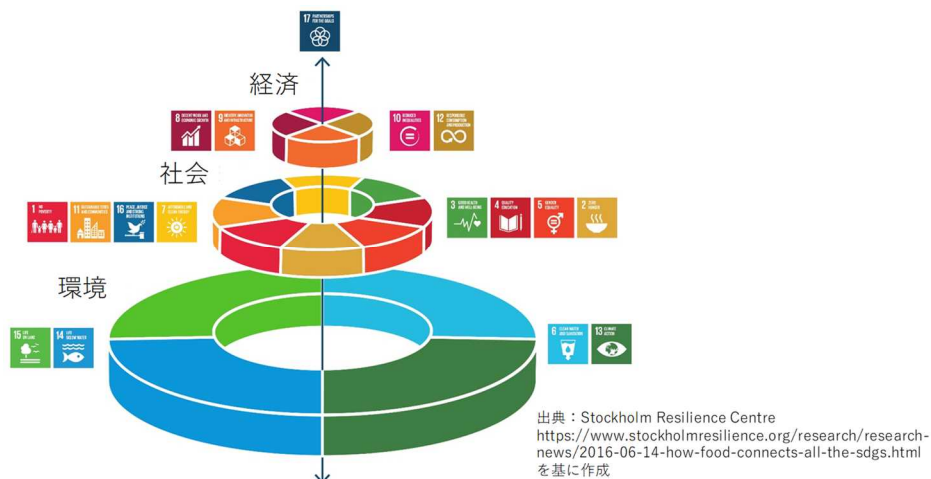 17 PARTNERSHIPS
FOR THE GOALS
経済
8 DECENT WORK AND
ECONOMIC GROWTH
9 INDUSTRY, INNOVATION
AND INFRASTRUCTURE
10 REDUCED
INEQUALITIES
12 RESPONSIBLE
CONSUMPTION
AND PRODUCTION
社会
1 NO
POVERTY
11 SUSTAINABLE CITIES
AND COMMUNITIES
16 PEACE, JUSTICE
AND STRONG
INSTITUTIONS
7 AFFORDABLE AND
CLEAN ENERGY
3 GOOD HEALTH
AND WELL-BEING
4 QUALITY
EDUCATION
5 GENDER
EQUALITY
2 ZERO
HUNGER
環境
15 LIFE
ON LAND
14 LIFE
BELOW WATER
6 CLEAN WATER
AND SANITATION
13 CLIMATE
ACTION
出典：Stockholm Resilience Centre
https://www.stockholmresilience.org/research/research-
news/2016-06-14-how-food-connects-all-the-sdgs.html
を基に作成